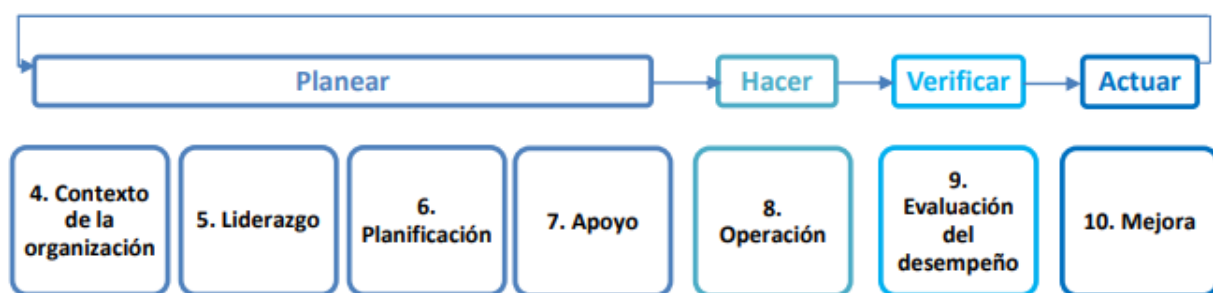 Planear
Hacer
Verificar
Actuar
4. Contexto
de la
organización
5. Liderazgo
6.
Planificación
7. Apoyo
8.
Operación
9.
Evaluación
del
desempeño
10. Mejora